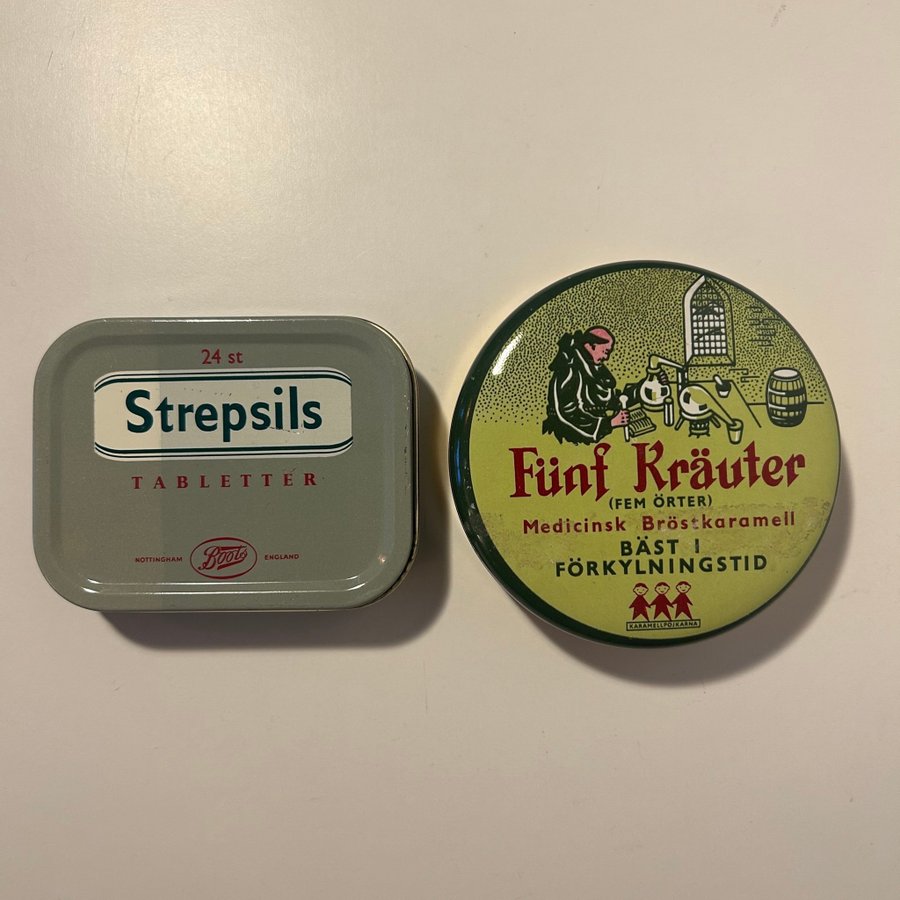 24 st
Strepsils
TABLETTER
NOTTINGHAM Boots ENGLAND
Fünf Kräuter
(FEM ÖRTER)
Medicinsk Bröstkaramell
BÄST I
FÖRKYLNINGSTID
KARAMELLPOJKARNA